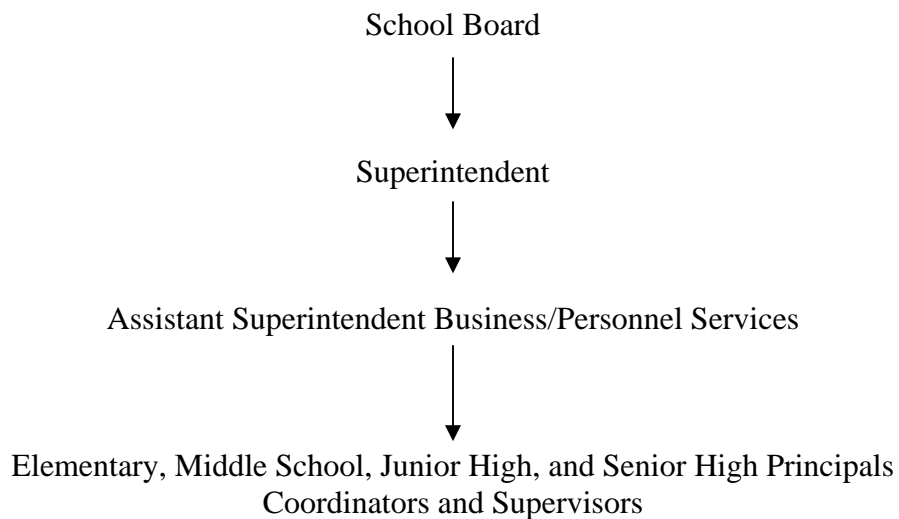 School Board
Superintendent
Assistant Superintendent Business/Personnel Services
Elementary, Middle School, Junior High, and Senior High Principals
Coordinators and Supervisors